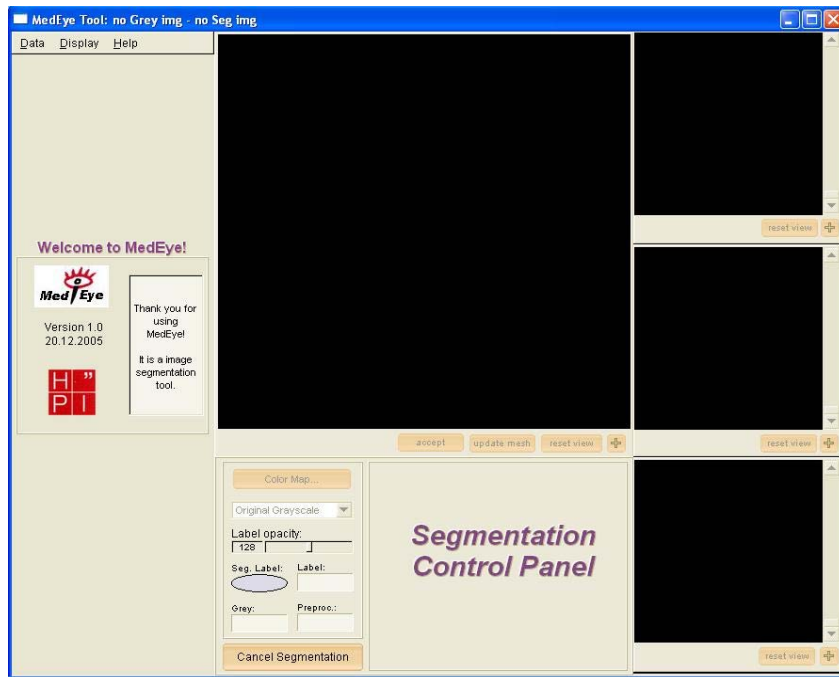 MedEye Tool: no Grey img - no Seg img
Data Display Help
Welcome to MedEye!
Med Eye
Version 1.0
20.12.2005
H ”
P I
Thank you for
using
MedEye!
It is a image
segmentation
tool.
accept update mesh reset view
reset view
reset view
reset view
Color Map...
Original Grayscale
Label opacity:
128
Seg. Label: Label:
Grey: Preproc.:
Cancel Segmentation
Segmentation
Control Panel